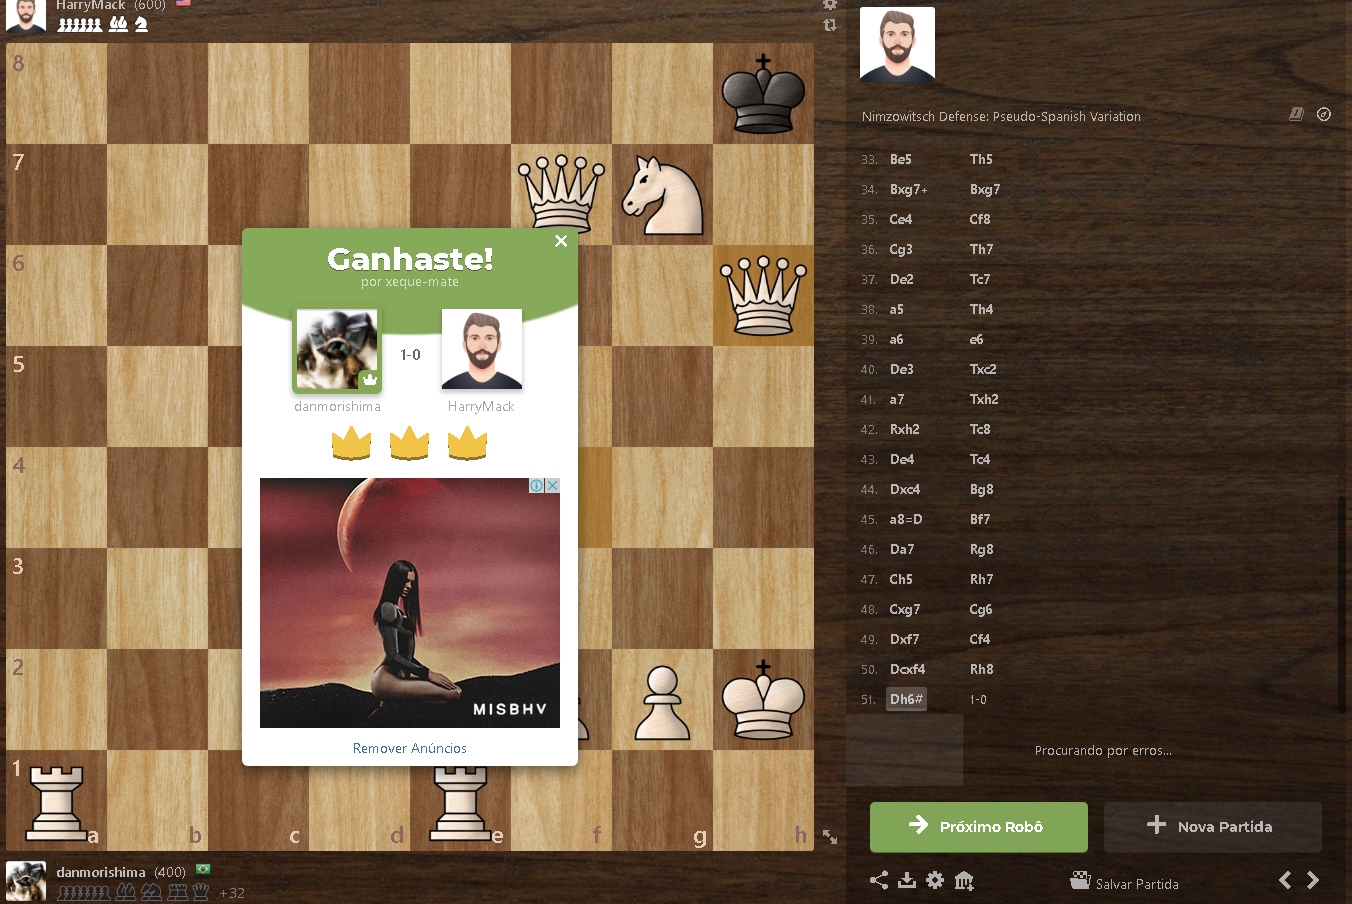 HarryMack (600)
8
7
6
5
4
3
2
1
a
b
c
d
e
f
g
h
Ganhaste!
por xeque-mate
1-0
danmorishima
HarryMack
MISBHV
Remover Anúncios
danmorishima (400)
+32
Nimzowitsch Defense: Pseudo-Spanish Variation
33. Be5 Th5
34. Bxg7+ Bxg7
35. Ce4 Cf8
36. Cg3 Th7
37. De2 Tc7
38. a5 Th4
39. a6 e6
40. De3 Txc2
41. a7 Txh2
42. Rxh2 Tc8
43. De4 Tc4
44. Dxc4 Bg8
45. a8=D Bf7
46. Da7 Rg8
47. Ch5 Rh7
48. Cxg7 Cg6
49. Dxf7 Cf4
50. Dcxf4 Rh8
51. Dh6# 1-0
Procurando por erros...
Próximo Robô
Nova Partida
Salvar Partida